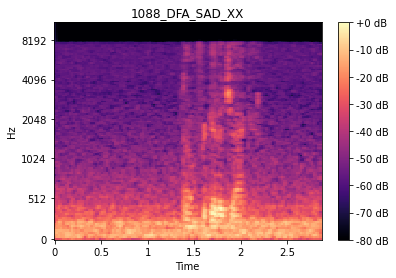 1088_DFA_SAD_XX
+0 dB
8192
-10 dB
4096
-20 dB
-30 dB
2048
Hz
-40 dB
1024
-50 dB
512
-60 dB
-70 dB
0
-80 dB
0 0.5 1 1.5 2 2.5
Time